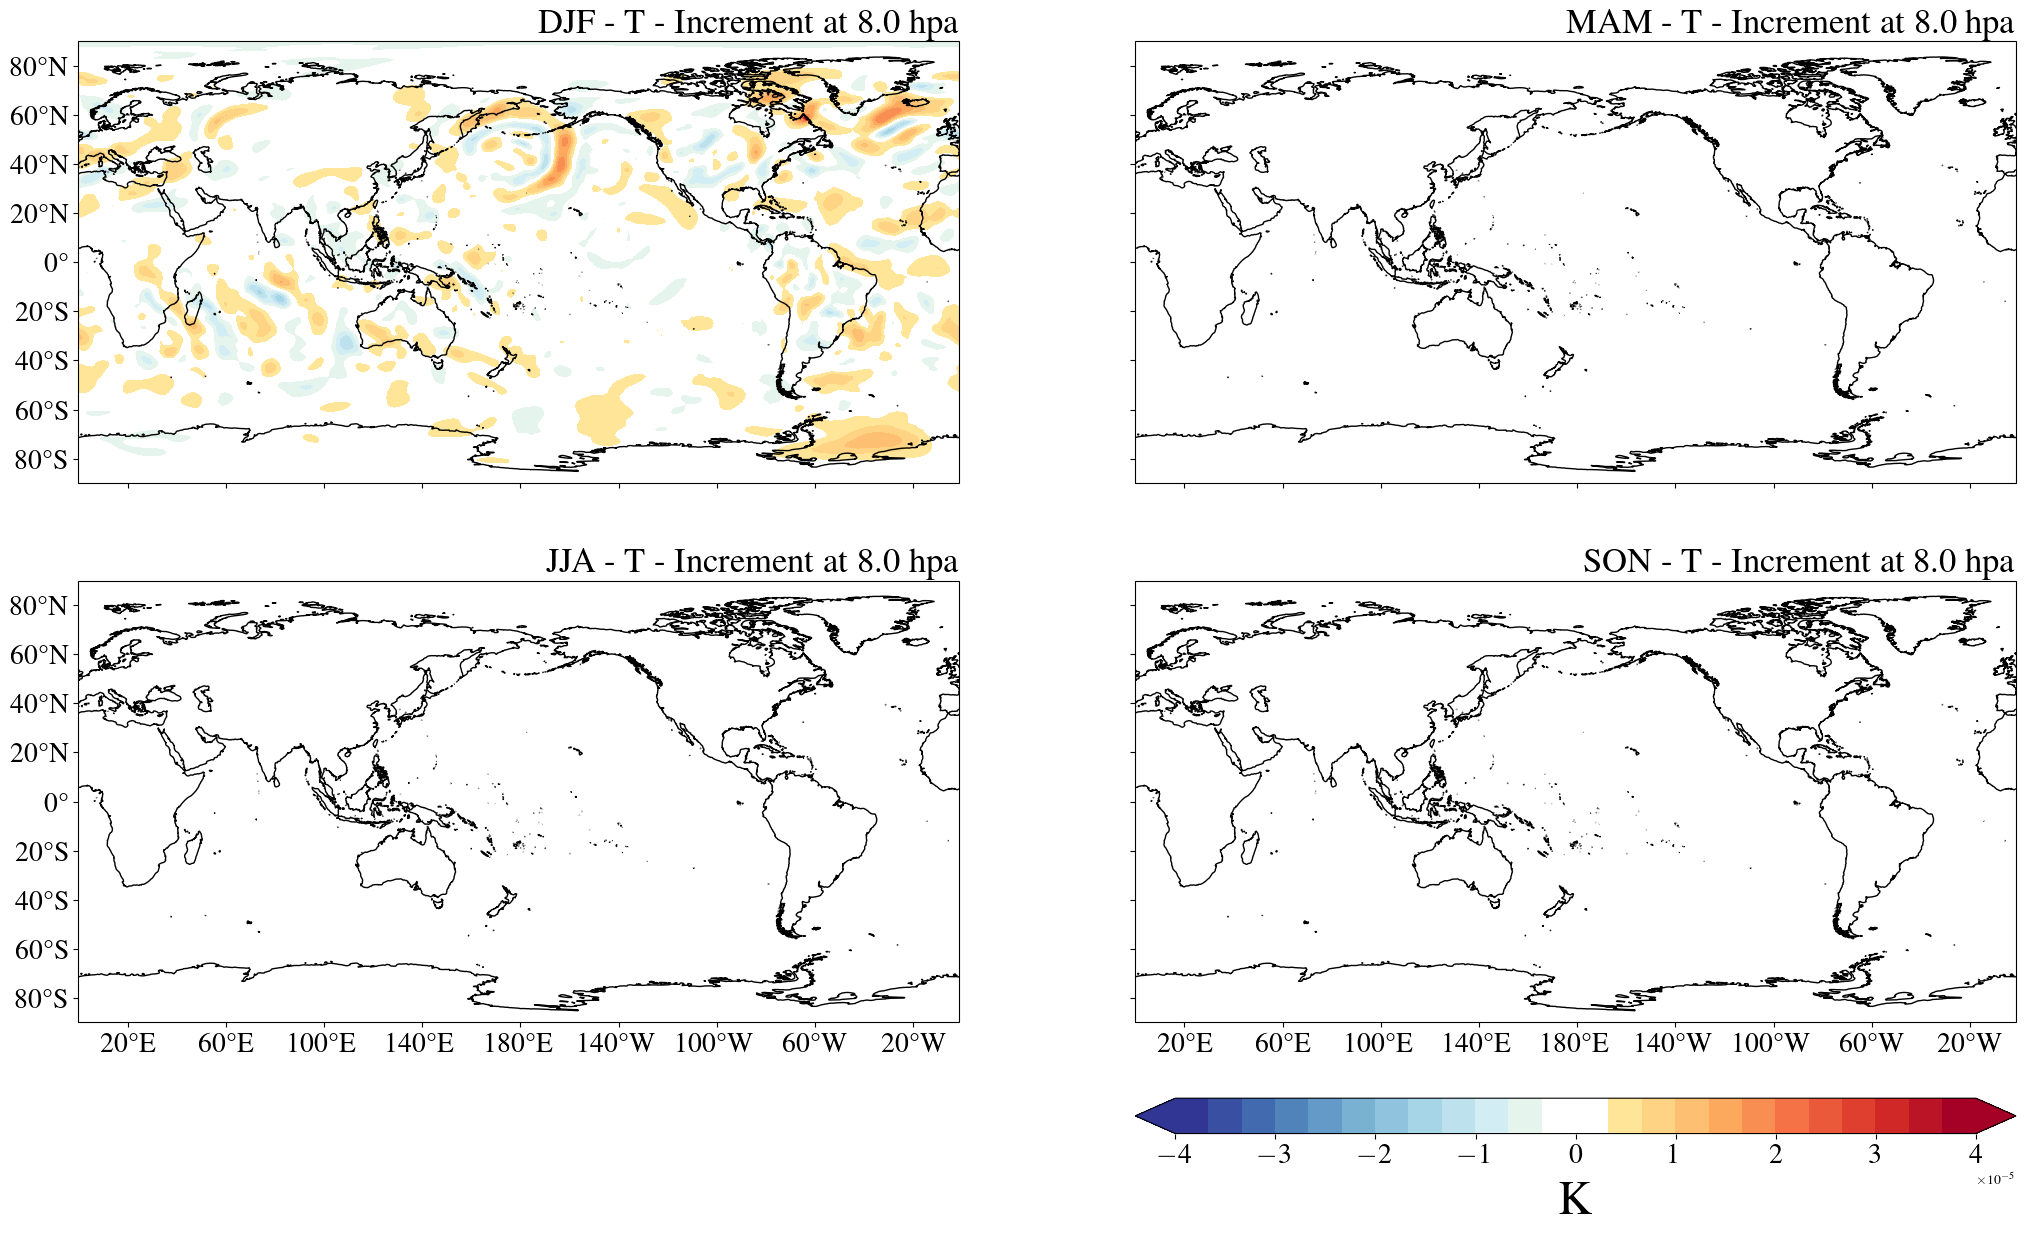 DJF - T - Increment at 8.0 hpa
MAM - T - Increment at 8.0 hpa
80°N
60°N
40°N
20°N
0°
20°S
40°S
60°S
80°S
JJA - T - Increment at 8.0 hpa
SON - T - Increment at 8.0 hpa
80°N
60°N
40°N
20°N
0°
20°S
40°S
60°S
80°S
20°E 60°E 100°E 140°E 180°E 140°W 100°W 60°W 20°W
20°E 60°E 100°E 140°E 180°E 140°W 100°W 60°W 20°W
−4 −3 −2 −1 0 1 2 3 4
×10⁻⁵
K